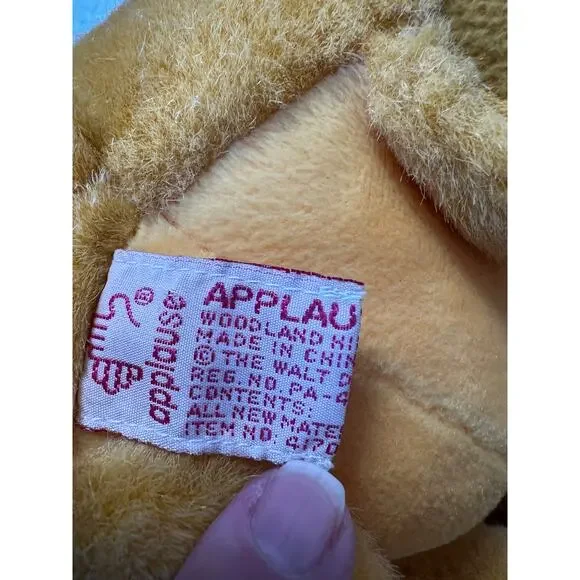 applause®
APPLAU
WOODLAND HI
MADE IN CHIN
© THE WALT D
REG. NO. PA-4
CONTENTS:
ALL NEW MATE
ITEM NO: 4170